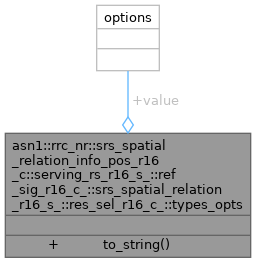 options
+value
asn1::rrc_nr::srs_spatial
_relation_info_pos_r16
_c::serving_rs_r16_s_::ref
_sig_r16_c_::srs_spatial_relation
_r16_s_::res_sel_r16_c_::types_opts
+ to_string()